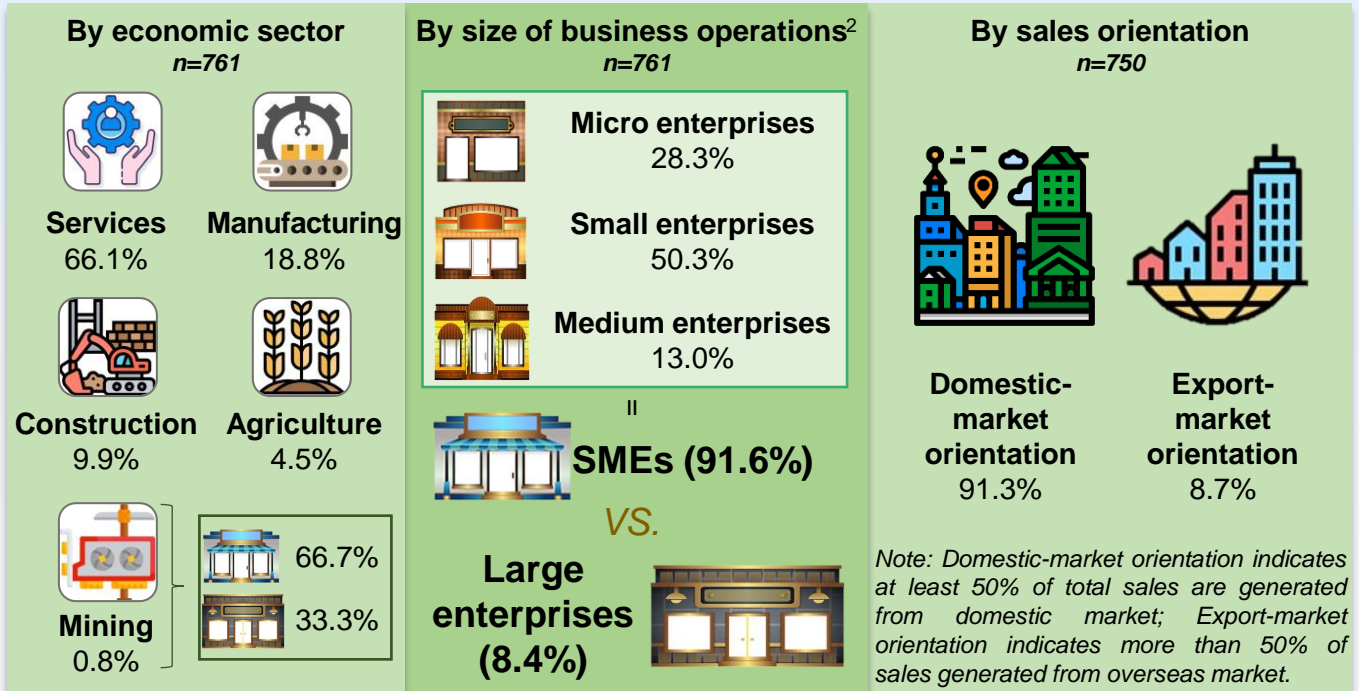 By economic sector
n=761
Services
66.1%
Manufacturing
18.8%
Construction
9.9%
Agriculture
4.5%
Mining
0.8%
66.7%
33.3%
By size of business operations²
n=761
Micro enterprises
28.3%
Small enterprises
50.3%
Medium enterprises
13.0%
=
SMEs (91.6%)
VS.
Large
enterprises
(8.4%)
By sales orientation
n=750
Domestic-
market
orientation
91.3%
Export-
market
orientation
8.7%
Note: Domestic-market orientation indicates
at least 50% of total sales are generated
from domestic market; Export-market
orientation indicates more than 50% of
sales generated from overseas market.